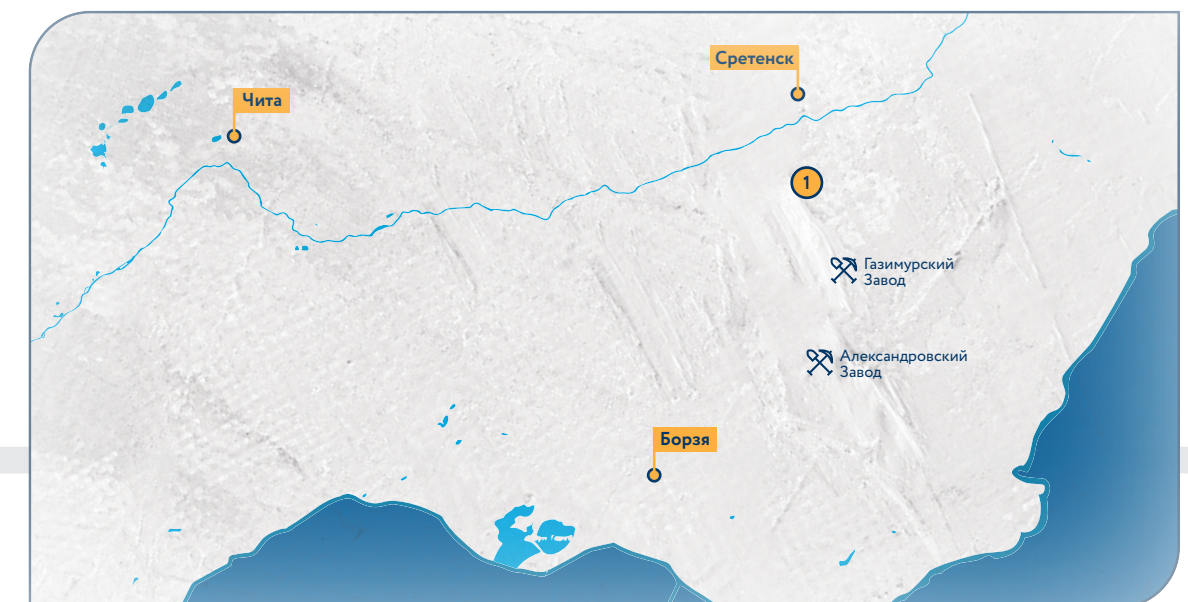 Сретенск
Чита
1
Газимурский
Завод
Александровский
Завод
Борзя